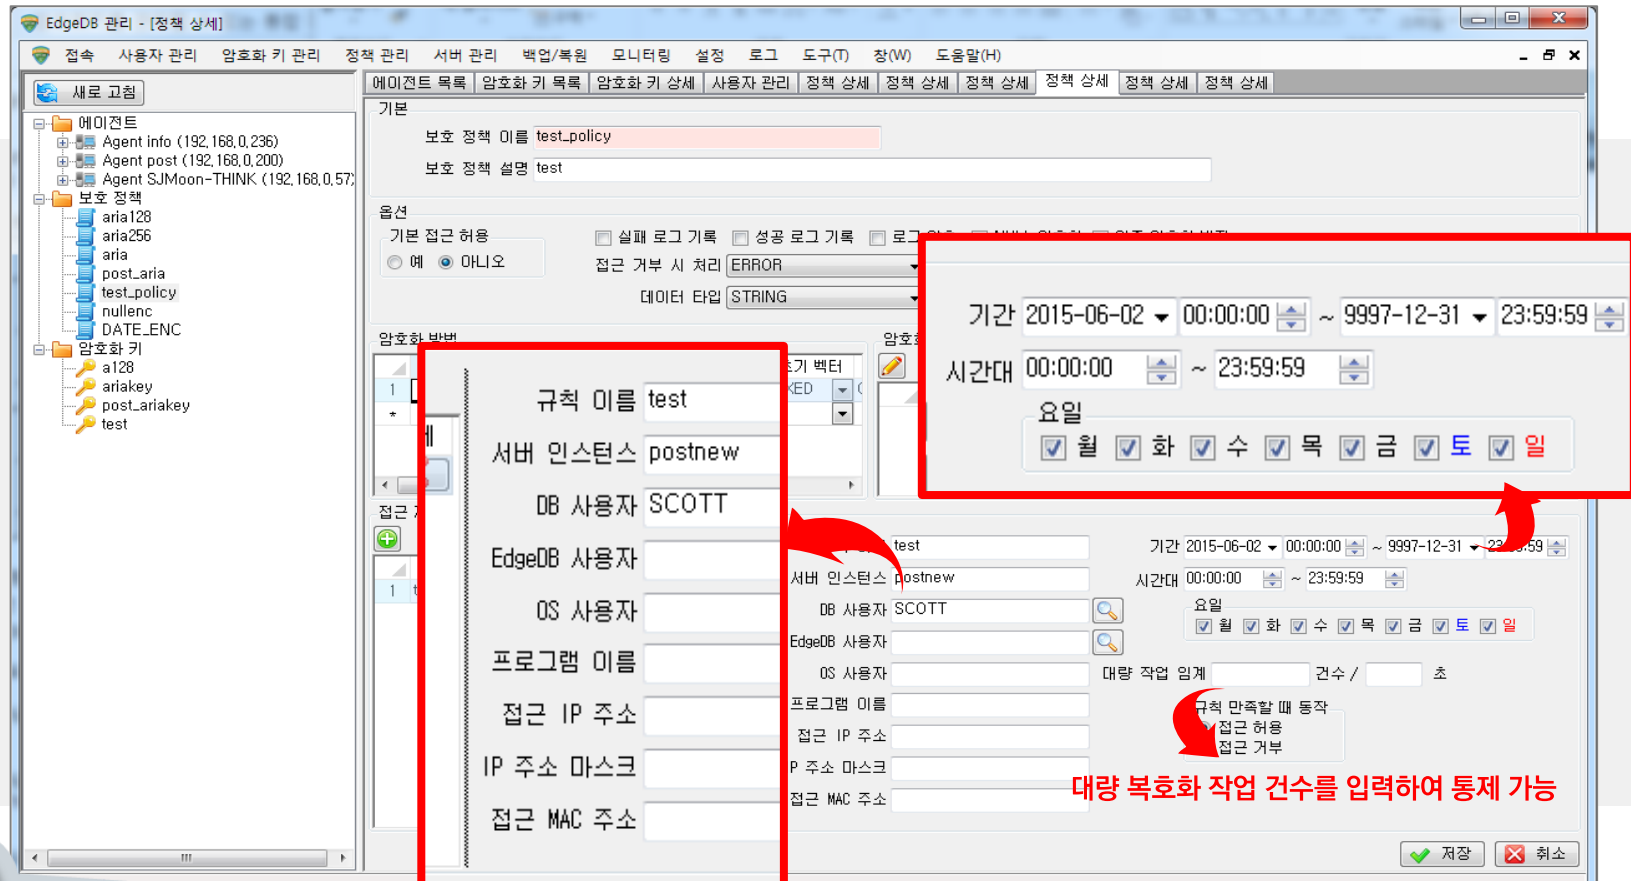 EdgeDB 관리 - [정책 상세]
접속 사용자 관리 암호화 키 관리 정책 관리 서버 관리 백업/복원 모니터링 설정 로그 도구(T) 창(W) 도움말(H)
새로 고침
에이전트 목록 암호화 키 목록 암호화 키 상세 사용자 관리 정책 상세 정책 상세 정책 상세 정책 상세 정책 상세 정책 상세
에이전트
Agent info (192,168,0,236)
Agent post (192,168,0,200)
Agent SJMoon-THINK (192,168,0,57)
보호 정책
aria128
aria256
aria
post_aria
test_policy
nullenc
DATE_ENC
암호화 키
a128
ariakey
post_ariakey
test
기본
보호 정책 이름 test_policy
보호 정책 설명 test
옵션
기본 접근 허용
예 아니오
실패 로그 기록 성공 로그 기록
접근 거부 시 처리 ERROR
데이터 타입 STRING
암호화 방법
기 벡터
1
*
접근
1
규칙 이름 test
서버 인스턴스 postnew
DB 사용자 SCOTT
EdgeDB 사용자
OS 사용자
프로그램 이름
접근 IP 주소
IP 주소 마스크
접근 MAC 주소
기간 2015-06-02 00:00:00 ~ 9997-12-31 23:59:59
시간대 00:00:00 ~ 23:59:59
요일
월 화 수 목 금 토 일
test
서버 인스턴스 postnew
DB 사용자 SCOTT
EdgeDB 사용자
OS 사용자
프로그램 이름
접근 IP 주소
P 주소 마스크
접근 MAC 주소
기간 2015-06-02 00:00:00 ~ 9997-12-31
시간대 00:00:00 ~ 23:59:59
요일
월 화 수 목 금 토 일
대량 작업 임계 건수 / 초
규칙 만족할 때 동작
접근 허용
접근 거부
대량 복호화 작업 건수를 입력하여 통제 가능
저장 취소